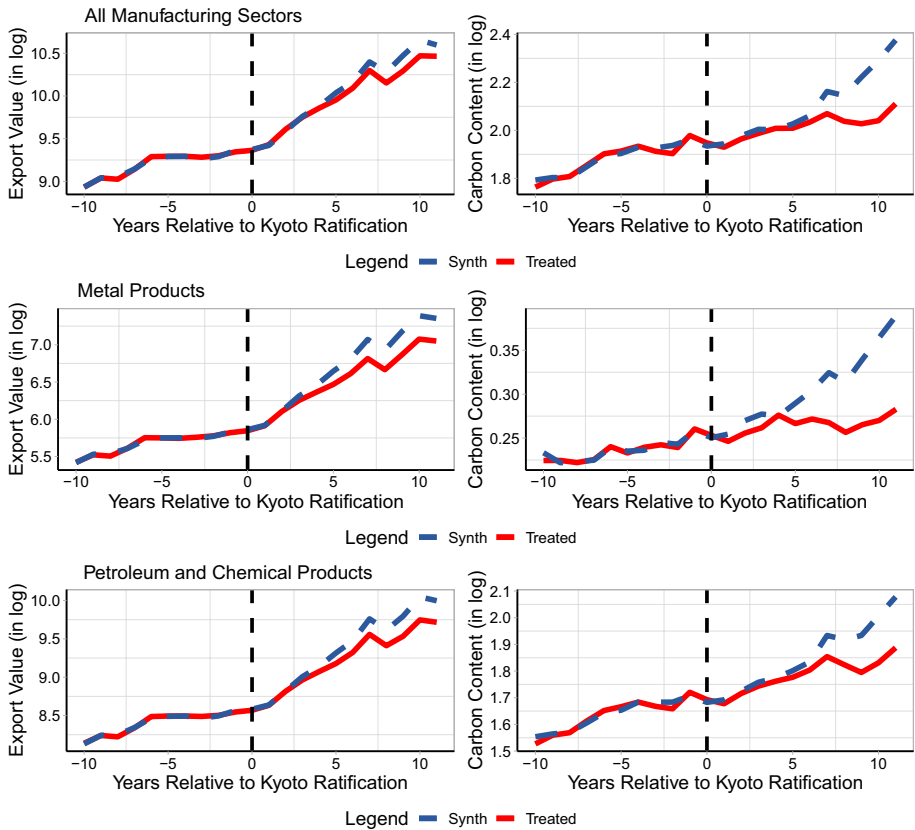 All Manufacturing Sectors
Export Value (in log)
10.5
10.0
9.5
9.0
−10 −5 0 5 10
Years Relative to Kyoto Ratification
Carbon Content (in log)
2.4
2.2
2.0
1.8
−10 −5 0 5 10
Years Relative to Kyoto Ratification
Legend Synth Treated
Metal Products
Export Value (in log)
7.0
6.5
6.0
5.5
−10 −5 0 5 10
Years Relative to Kyoto Ratification
Carbon Content (in log)
0.35
0.30
0.25
−10 −5 0 5 10
Years Relative to Kyoto Ratification
Legend Synth Treated
Petroleum and Chemical Products
Export Value (in log)
10.0
9.5
9.0
8.5
−10 −5 0 5 10
Years Relative to Kyoto Ratification
Carbon Content (in log)
2.1
2.0
1.9
1.8
1.7
1.6
1.5
−10 −5 0 5 10
Years Relative to Kyoto Ratification
Legend Synth Treated